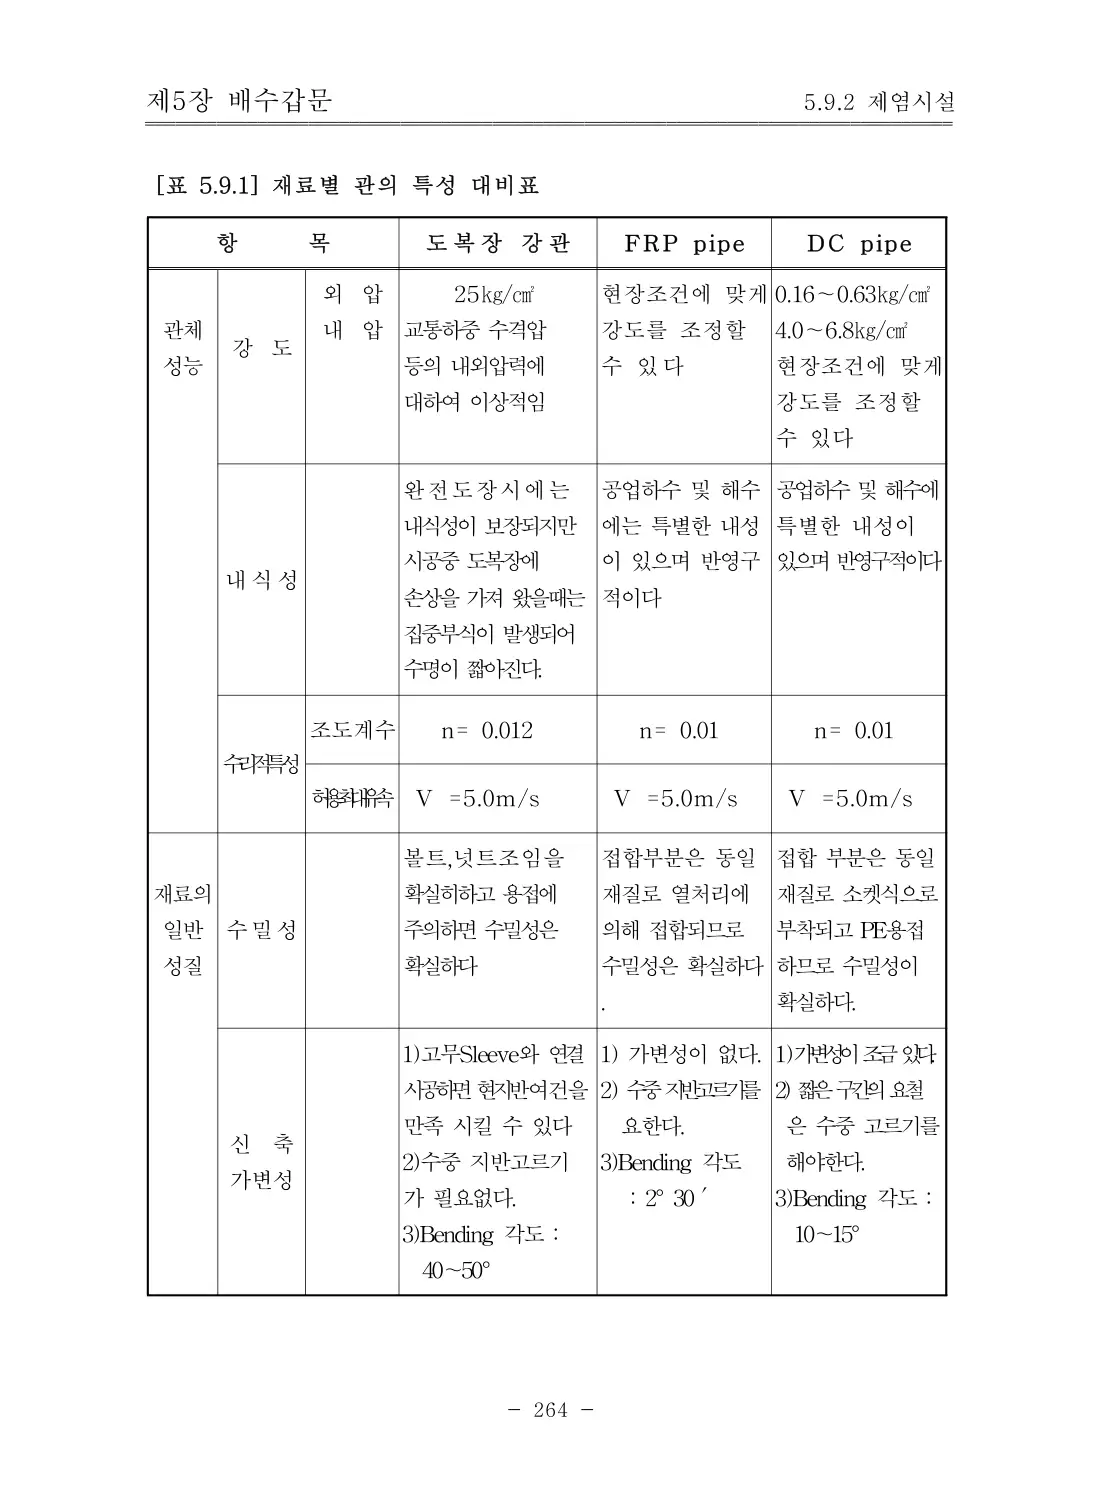 제5장 배수갑문
5.9.2 제염시설
[표 5.9.1] 재료별 관의 특성 대비표
항 목
도복장 강관
FRP pipe
DC pipe
관체
성능
강 도
외 압
내 압
25㎏/㎠
교통하중 수격압
등의 내외압력에
대하여 이상적임
현장조건에 맞게
강도를 조정할
수 있다
0.16~0.63㎏/㎠
4.0~6.8㎏/㎠
현장조건에 맞게
강도를 조정할
수 있다
내식성
완전도장시에는
내식성이 보장되지만
시공중 도복장에
손상을 가져 왔을때는
집중부식이 발생되어
수명이 짧아진다.
공업하수 및 해수
에는 특별한 내성
이 있으며 반영구
적이다
공업하수 및 해수에
특별한 내성이
있으며 반영구적이다
수리적특성
조도계수
n= 0.012
n= 0.01
n= 0.01
허용최대유속
V =5.0m/s
V =5.0m/s
V =5.0m/s
재료의
일반
성질
수밀성
볼트,넛트조임을
확실히하고 용접에
주의하면 수밀성은
확실하다
접합부분은 동일
재질로 열처리에
의해 접합되므로
수밀성은 확실하다
.
접합 부분은 동일
재질로 소켓식으로
부착되고 PE용접
하므로 수밀성이
확실하다.
신 축
가변성
1)고무Sleeve와 연결
시공하면 현지반여건을
만족 시킬 수 있다
2)수중 지반고르기
가 필요없다.
3)Bending 각도 :
40~50°
1) 가변성이 없다.
2) 수중 지반고르기를
요한다.
3)Bending 각도
: 2° 30′
1)가변성이 조금 있다.
2) 짧은 구간의 요철
은 수중 고르기를
해야한다.
3)Bending 각도 :
10~15°
- 264 -